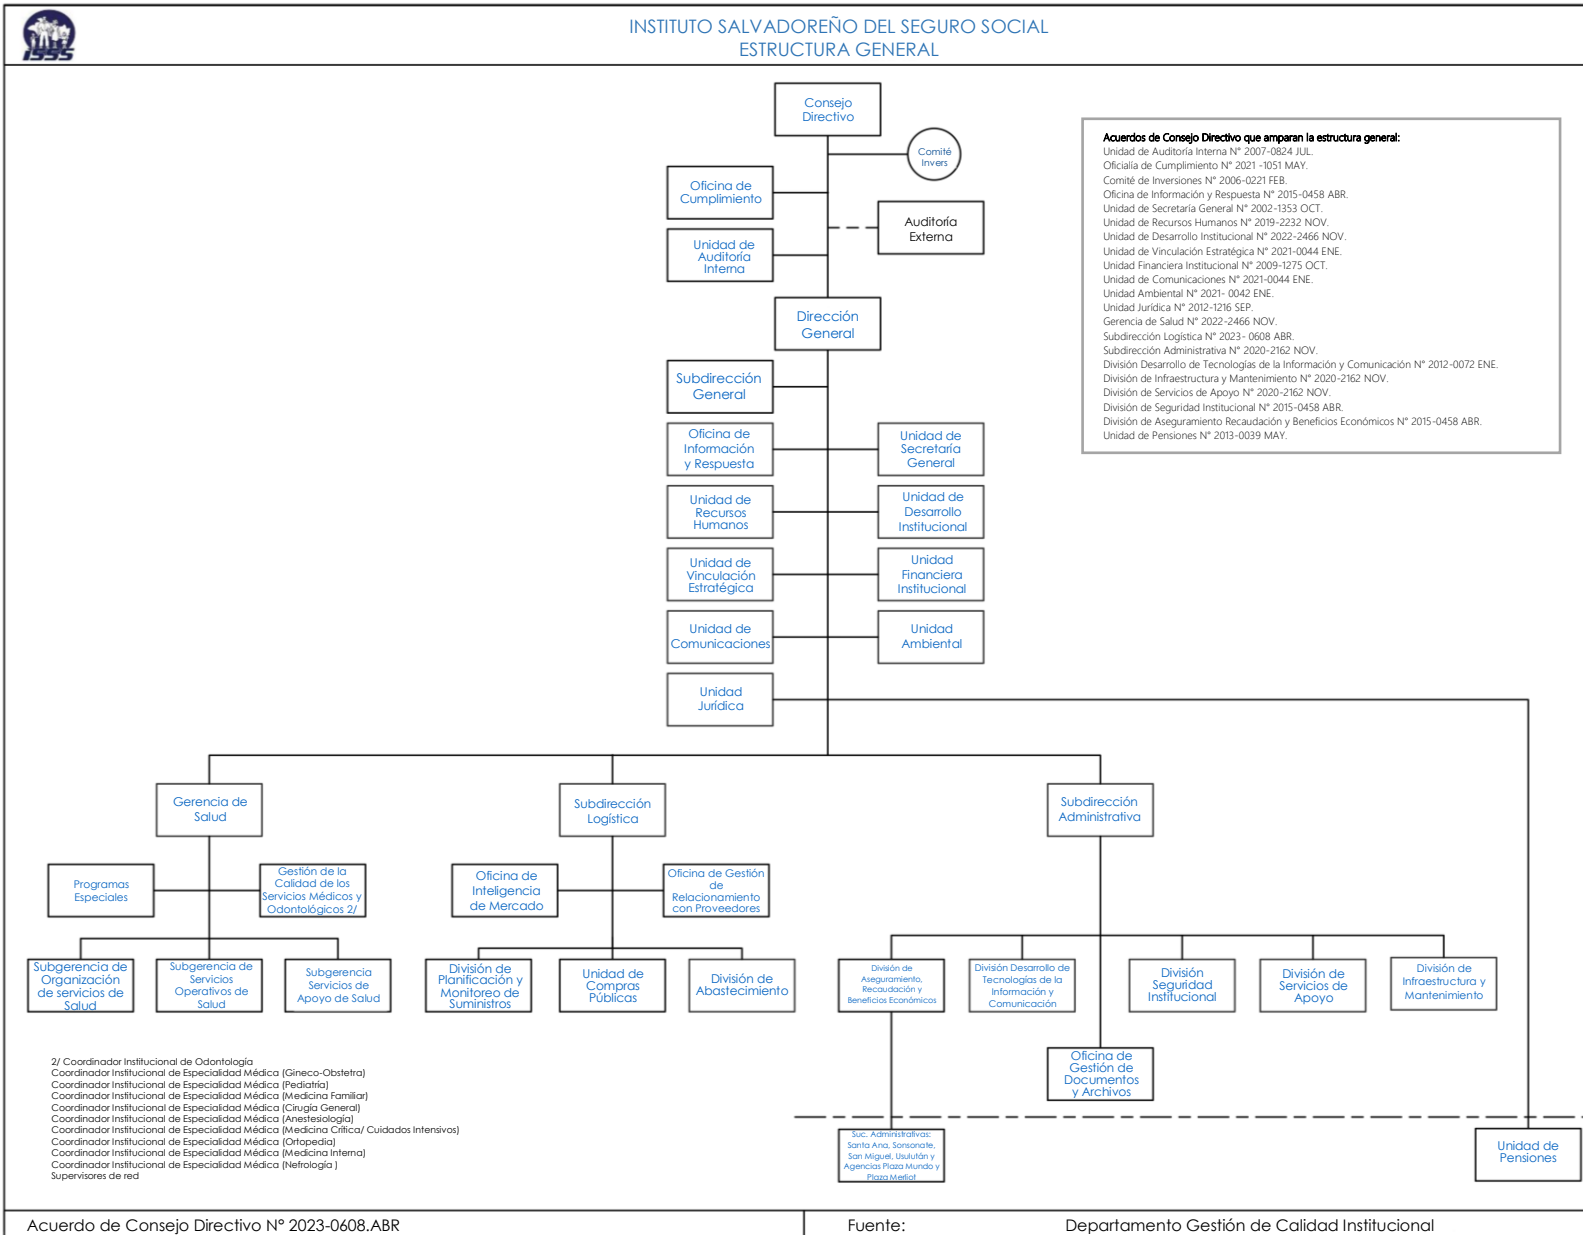 ISSS
INSTITUTO SALVADOREÑO DEL SEGURO SOCIAL
ESTRUCTURA GENERAL
Consejo
Directivo
Comité
Invers
Oficina de
Cumplimiento
Auditoría
Externa
Unidad de
Auditoría
Interna
Dirección
General
Subdirección
General
Oficina de
Información
y Respuesta
Unidad de
Secretaría
General
Unidad de
Recursos
Humanos
Unidad de
Desarrollo
Institucional
Unidad de
Vinculación
Estratégica
Unidad
Financiera
Institucional
Unidad de
Comunicaciones
Unidad
Ambiental
Unidad
Jurídica
Acuerdos de Consejo Directivo que amparan la estructura general:
Unidad de Auditoría Interna N° 2007-0824 JUL.
Oficialía de Cumplimiento N° 2021 -1051 MAY.
Comité de Inversiones N° 2006-0221 FEB.
Oficina de Información y Respuesta N° 2015-0458 ABR.
Unidad de Secretaría General N° 2002-1353 OCT.
Unidad de Recursos Humanos N° 2019-2232 NOV.
Unidad de Desarrollo Institucional N° 2022-2466 NOV.
Unidad de Vinculación Estratégica N° 2021-0044 ENE.
Unidad Financiera Institucional N° 2009-1275 OCT.
Unidad de Comunicaciones N° 2021-0044 ENE.
Unidad Ambiental N° 2021- 0042 ENE.
Unidad Jurídica N° 2012-1216 SEP.
Gerencia de Salud N° 2022-2466 NOV.
Subdirección Logística N° 2023- 0608 ABR.
Subdirección Administrativa N° 2020-2162 NOV.
División Desarrollo de Tecnologías de la Información y Comunicación N° 2012-0072 ENE.
División de Infraestructura y Mantenimiento N° 2020-2162 NOV.
División de Servicios de Apoyo N° 2020-2162 NOV.
División de Seguridad Institucional N° 2015-0458 ABR.
División de Aseguramiento Recaudación y Beneficios Económicos N° 2015-0458 ABR.
Unidad de Pensiones N° 2013-0039 MAY.
Gerencia de
Salud
Subdirección
Logística
Subdirección
Administrativa
Programas
Especiales
Gestión de la
Calidad de los
Servicios Médicos y
Odontológicos 2/
Oficina de
Inteligencia
de Mercado
Oficina de Gestión
de
Relacionamiento
con Proveedores
Subgerencia de
Organización
de servicios de
Salud
Subgerencia de
Servicios
Operativos de
Salud
Subgerencia
Servicios de
Apoyo de Salud
División de
Planificación y
Monitoreo de
Suministros
Unidad de
Compras
Públicas
División de
Abastecimiento
División de
Aseguramiento,
Recaudación y
Beneficios Económicos
División Desarrollo de
Tecnologías de la
Información y
Comunicación
División
Seguridad
Institucional
División de
Servicios de
Apoyo
División de
Infraestructura y
Mantenimiento
Oficina de
Gestión de
Documentos
y Archivos
Suc. Administrativas:
Santa Ana, Sonsonate,
San Miguel, Usulután y
Agencias Plaza Mundo y
Plaza Merliot
Unidad de
Pensiones
2/ Coordinador Institucional de Odontología
Coordinador Institucional de Especialidad Médica (Gineco-Obstetra)
Coordinador Institucional de Especialidad Médica (Pediatría)
Coordinador Institucional de Especialidad Médica (Medicina Familiar)
Coordinador Institucional de Especialidad Médica (Cirugía General)
Coordinador Institucional de Especialidad Médica (Anestesiología)
Coordinador Institucional de Especialidad Médica (Medicina Crítica/ Cuidados Intensivos)
Coordinador Institucional de Especialidad Médica (Ortopedia)
Coordinador Institucional de Especialidad Médica (Medicina Interna)
Coordinador Institucional de Especialidad Médica (Nefrología )
Supervisores de red
Acuerdo de Consejo Directivo N° 2023-0608.ABR
Fuente: Departamento Gestión de Calidad Institucional